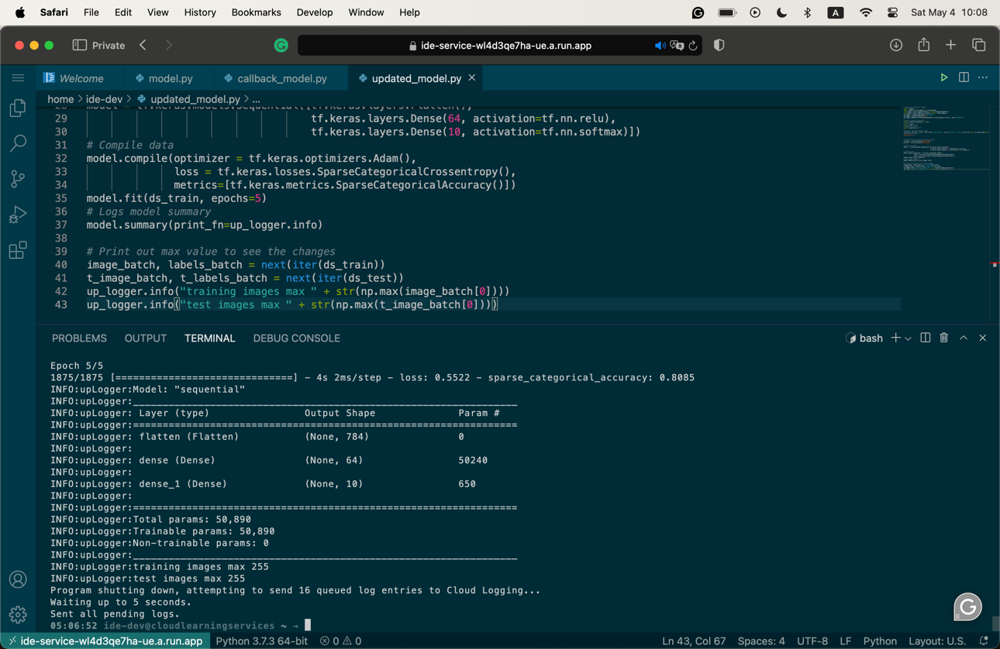 Safari File Edit View History Bookmarks Develop Window Help A Sat May 4 10:08
Private ide-service-wl4d3qe7ha-ue.a.run.app
Welcome model.py callback_model.py updated_model.py
home > ide-dev > updated_model.py > ...
28 model = tf.keras.models.Sequential([tf.keras.layers.Flatten(),
29 tf.keras.layers.Dense(64, activation=tf.nn.relu),
30 tf.keras.layers.Dense(10, activation=tf.nn.softmax)])
31 # Compile data
32 model.compile(optimizer = tf.keras.optimizers.Adam(),
33 loss = tf.keras.losses.SparseCategoricalCrossentropy(),
34 metrics=[tf.keras.metrics.SparseCategoricalAccuracy()])
35 model.fit(ds_train, epochs=5)
36 # Logs model summary
37 model.summary(print_fn=up_logger.info)
38
39 # Print out max value to see the changes
40 image_batch, labels_batch = next(iter(ds_train))
41 t_image_batch, t_labels_batch = next(iter(ds_test))
42 up_logger.info("training images max " + str(np.max(image_batch[0])))
43 up_logger.info("test images max " + str(np.max(t_image_batch[0])))
PROBLEMS OUTPUT TERMINAL DEBUG CONSOLE bash
Epoch 5/5
1875/1875 [==============================] - 4s 2ms/step - loss: 0.5522 - sparse_categorical_accuracy: 0.8085
INFO:upLogger:Model: "sequential"
INFO:upLogger:_________________________________________________________________
INFO:upLogger: Layer (type) Output Shape Param #
INFO:upLogger:=================================================================
INFO:upLogger: flatten (Flatten) (None, 784) 0
INFO:upLogger:
INFO:upLogger: dense (Dense) (None, 64) 50240
INFO:upLogger:
INFO:upLogger: dense_1 (Dense) (None, 10) 650
INFO:upLogger:
INFO:upLogger:=================================================================
INFO:upLogger:Total params: 50,890
INFO:upLogger:Trainable params: 50,890
INFO:upLogger:Non-trainable params: 0
INFO:upLogger:_________________________________________________________________
INFO:upLogger:training images max 255
INFO:upLogger:test images max 255
Program shutting down, attempting to send 16 queued log entries to Cloud Logging...
Waiting up to 5 seconds.
Sent all pending logs.
05:06:52 ide-dev@cloudlearningservices ~ →
ide-service-wl4d3qe7ha-ue.a.run.app Python 3.7.3 64-bit 0 0 Ln 43, Col 67 Spaces: 4 UTF-8 LF Python Layout: U.S.